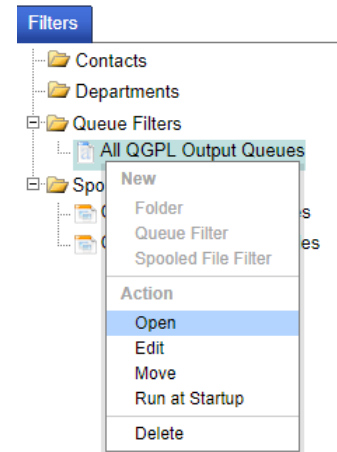 Filters
Contacts
Departments
Queue Filters
All QGPL Output Queues
Spo
New
Folder
Queue Filter
Spooled File Filter
Action
Open
Edit
Move
Run at Startup
Delete